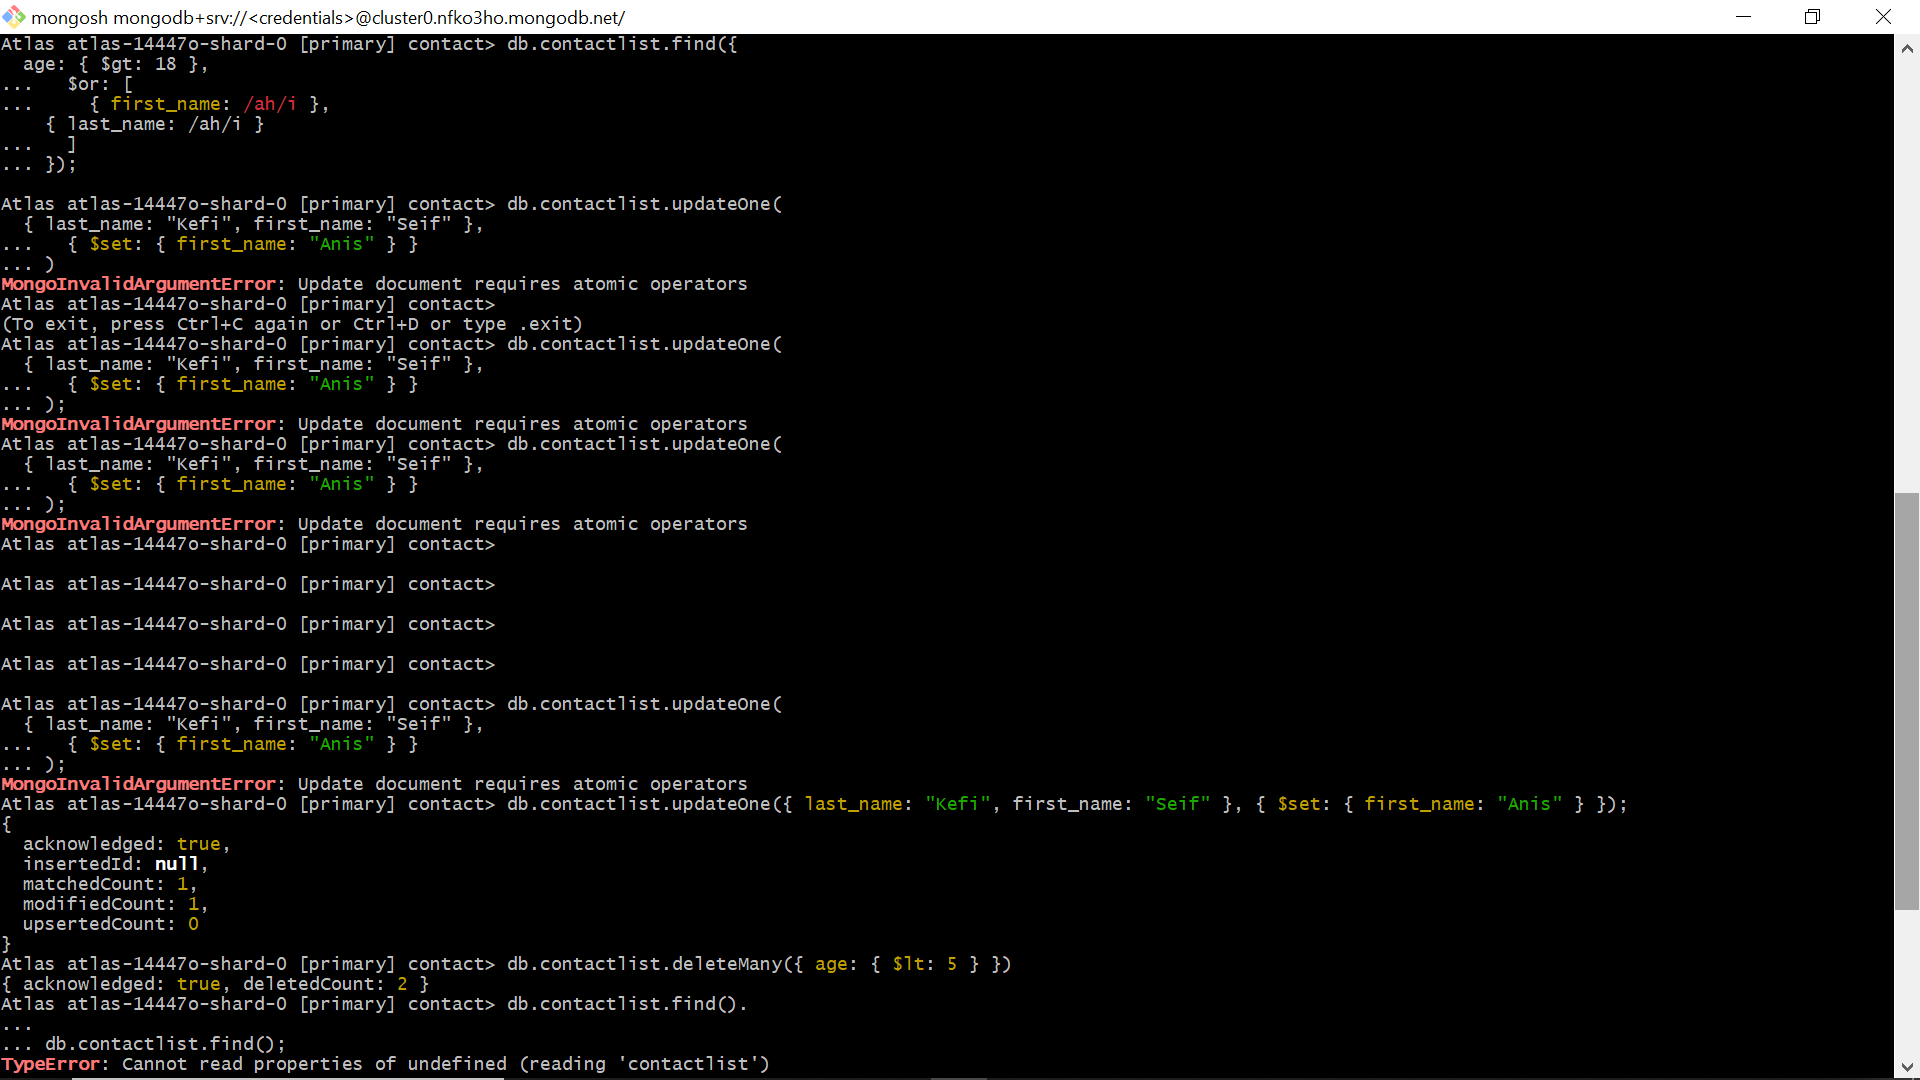 mongosh mongodb+srv://<credentials>@cluster0.nfko3ho.mongodb.net/
Atlas atlas-14447o-shard-0 [primary] contact> db.contactlist.find({
  age: { $gt: 18 },
...   $or: [
...     { first_name: /ah/i },
    { last_name: /ah/i }
...   ]
... });
Atlas atlas-14447o-shard-0 [primary] contact> db.contactlist.updateOne(
  { last_name: "Kefi", first_name: "Seif" },
...   { $set: { first_name: "Anis" } }
... )
MongoInvalidArgumentError: Update document requires atomic operators
Atlas atlas-14447o-shard-0 [primary] contact>
(To exit, press Ctrl+C again or Ctrl+D or type .exit)
Atlas atlas-14447o-shard-0 [primary] contact> db.contactlist.updateOne(
  { last_name: "Kefi", first_name: "Seif" },
...   { $set: { first_name: "Anis" } }
... );
MongoInvalidArgumentError: Update document requires atomic operators
Atlas atlas-14447o-shard-0 [primary] contact> db.contactlist.updateOne(
  { last_name: "Kefi", first_name: "Seif" },
...   { $set: { first_name: "Anis" } }
... );
MongoInvalidArgumentError: Update document requires atomic operators
Atlas atlas-14447o-shard-0 [primary] contact>
Atlas atlas-14447o-shard-0 [primary] contact>
Atlas atlas-14447o-shard-0 [primary] contact>
Atlas atlas-14447o-shard-0 [primary] contact>
Atlas atlas-14447o-shard-0 [primary] contact> db.contactlist.updateOne(
  { last_name: "Kefi", first_name: "Seif" },
...   { $set: { first_name: "Anis" } }
... );
MongoInvalidArgumentError: Update document requires atomic operators
Atlas atlas-14447o-shard-0 [primary] contact> db.contactlist.updateOne({ last_name: "Kefi", first_name: "Seif" }, { $set: { first_name: "Anis" } });
{
  acknowledged: true,
  insertedId: null,
  matchedCount: 1,
  modifiedCount: 1,
  upsertedCount: 0
}
Atlas atlas-14447o-shard-0 [primary] contact> db.contactlist.deleteMany({ age: { $lt: 5 } })
{ acknowledged: true, deletedCount: 2 }
Atlas atlas-14447o-shard-0 [primary] contact> db.contactlist.find().
...
... db.contactlist.find();
TypeError: Cannot read properties of undefined (reading 'contactlist')